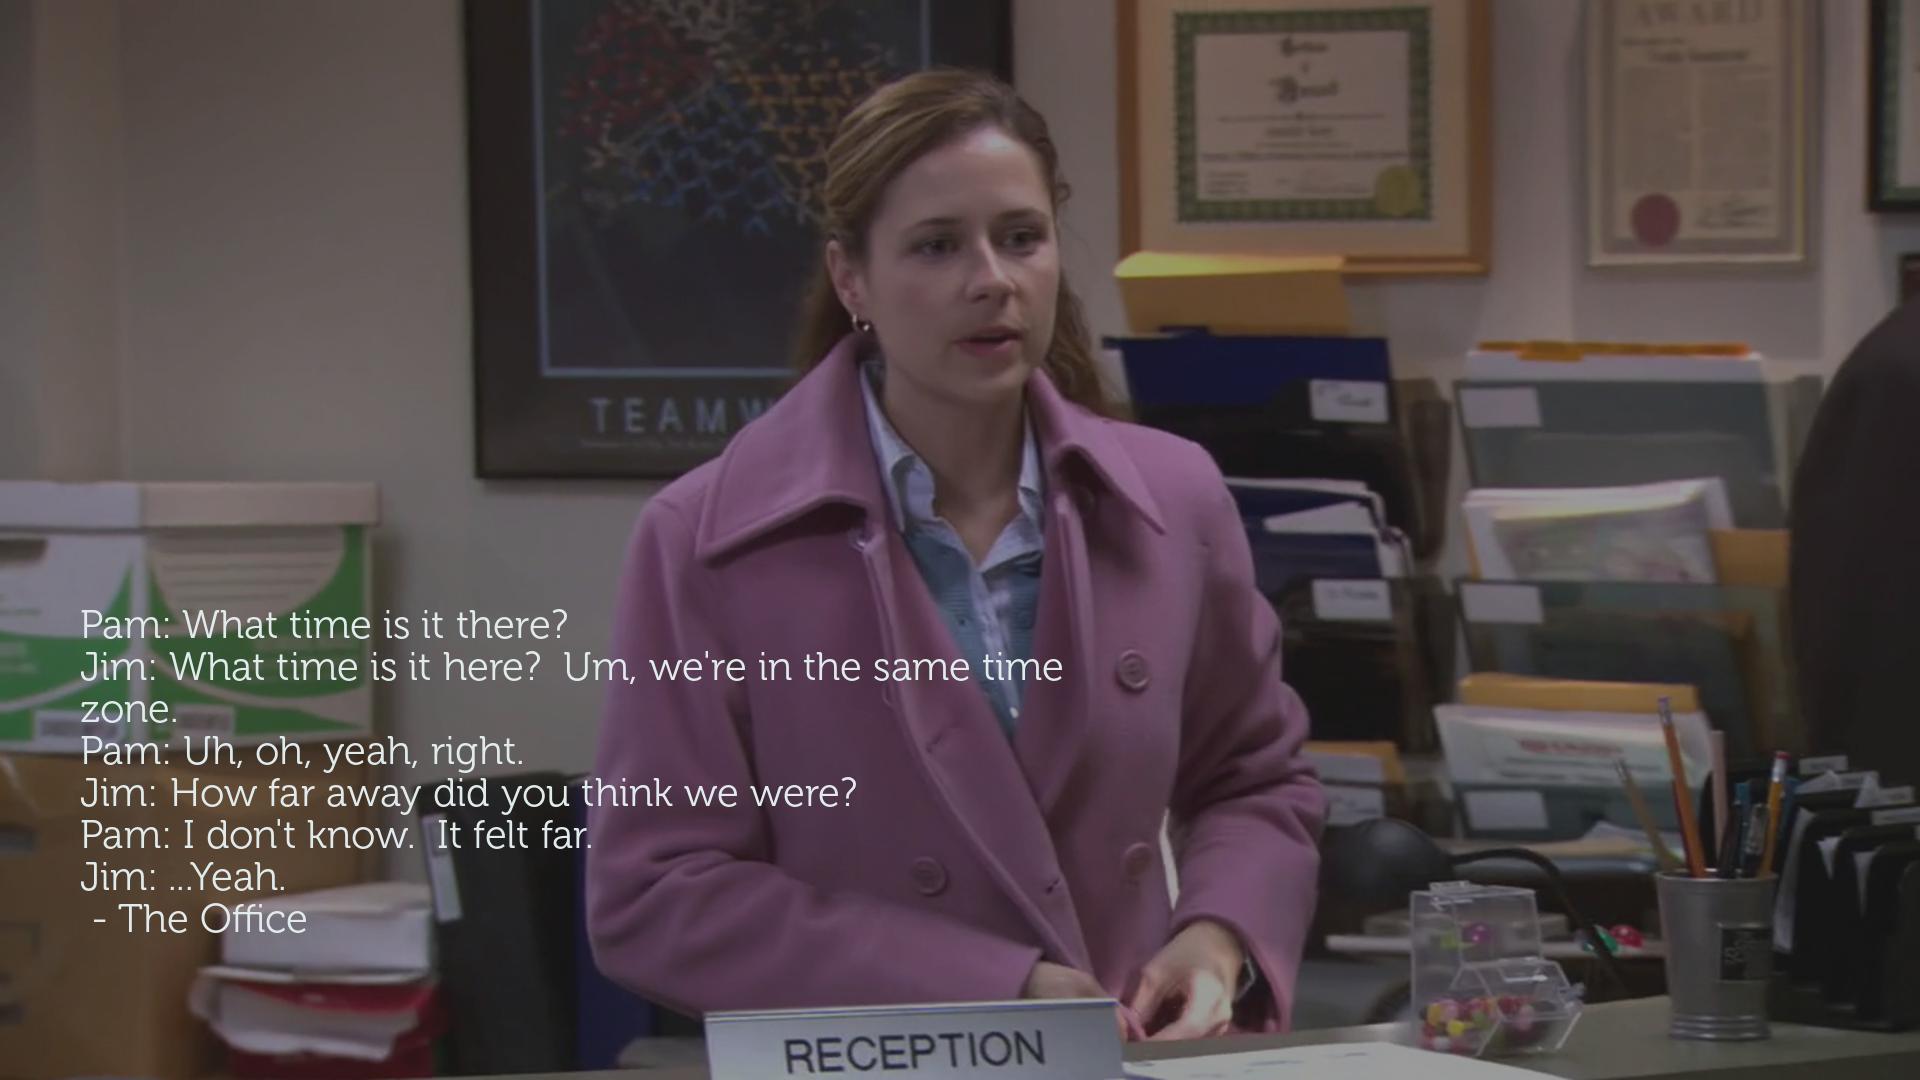 AWARD
TEAMW
Pam: What time is it there?
Jim: What time is it here?  Um, we're in the same time
zone.
Pam: Uh, oh, yeah, right.
Jim: How far away did you think we were?
Pam: I don't know.  It felt far.
Jim: ...Yeah.
- The Office
RECEPTION